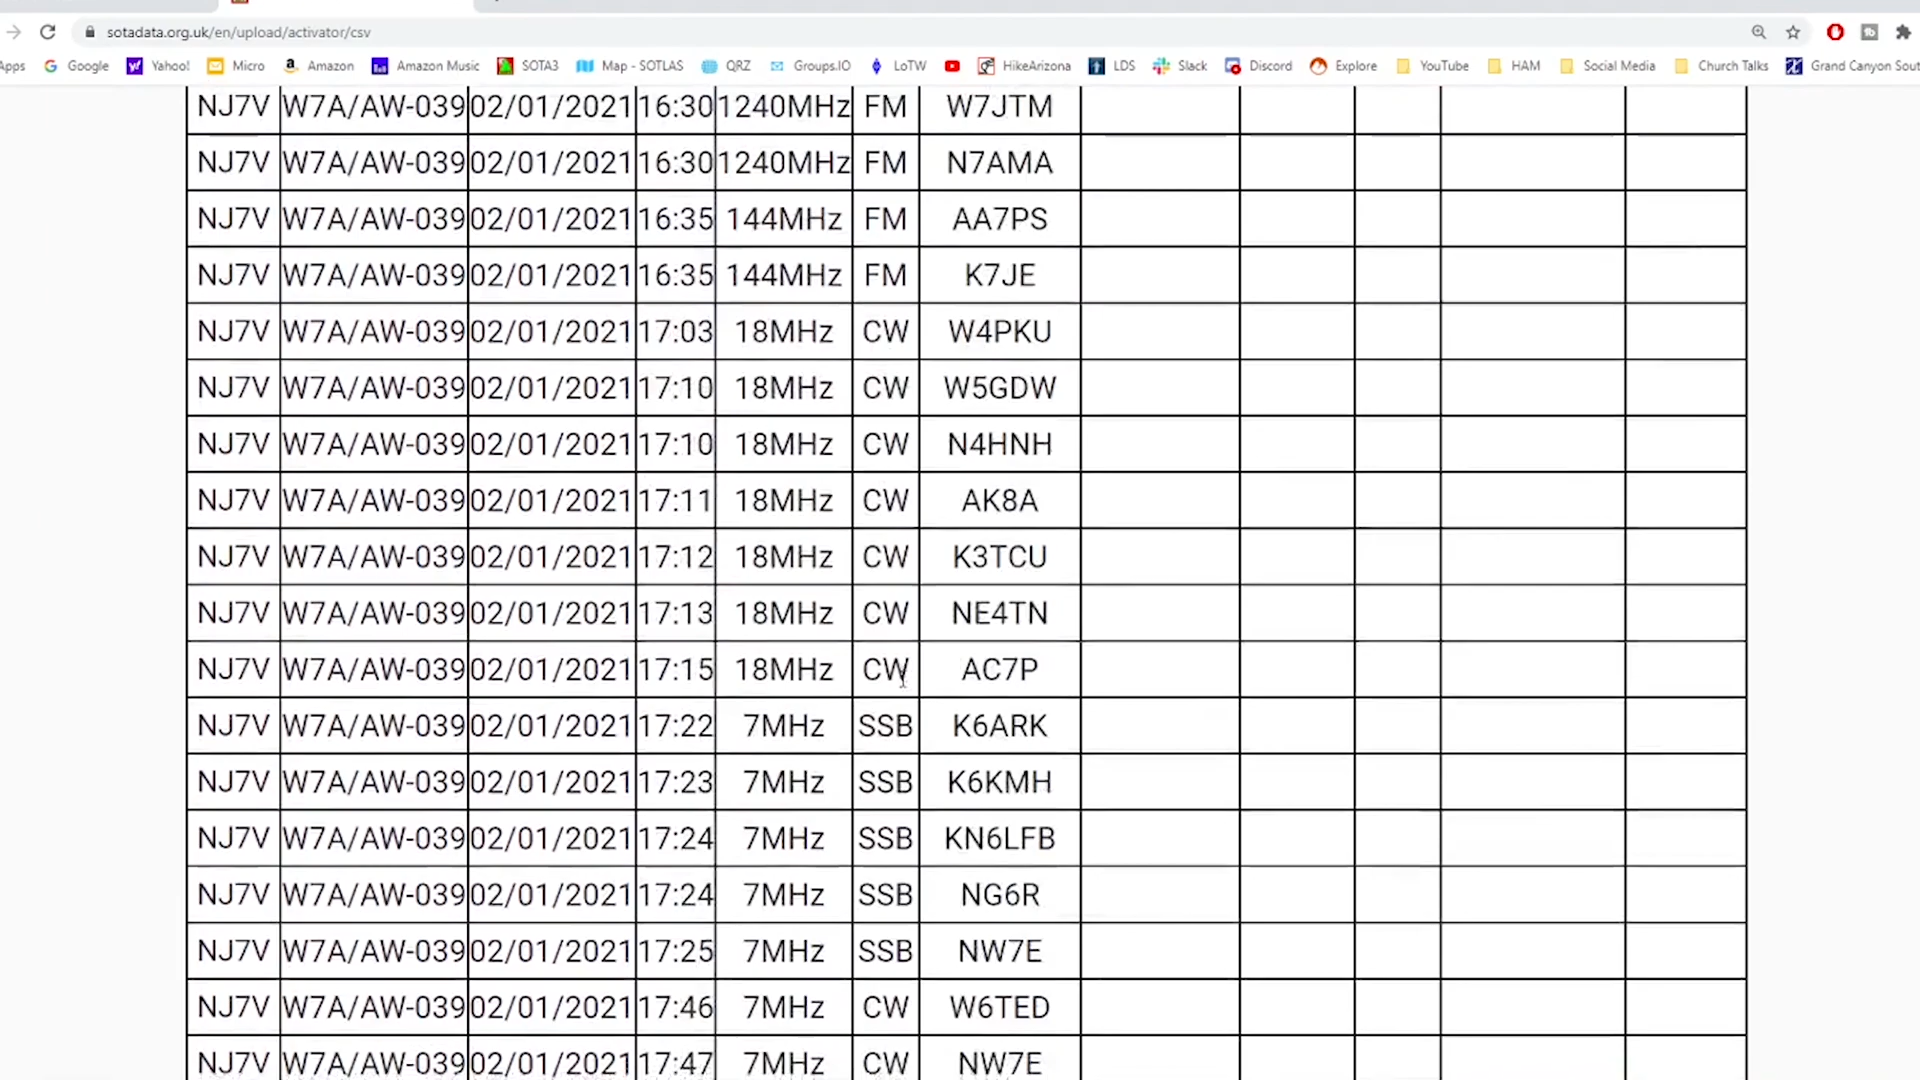 sotadata.org.uk/en/upload/activator/csv
Apps Google Yahoo! Micro Amazon Amazon Music SOTA3 Map - SOTLAS QRZ Groups.IO LoTW HikeArizona LDS Slack Discord Explore YouTube HAM Social Media Church Talks Grand Canyon Sout
NJ7V W7A/AW-039 02/01/2021 16:30 1240MHz FM W7JTM
NJ7V W7A/AW-039 02/01/2021 16:30 1240MHz FM N7AMA
NJ7V W7A/AW-039 02/01/2021 16:35 144MHz FM AA7PS
NJ7V W7A/AW-039 02/01/2021 16:35 144MHz FM K7JE
NJ7V W7A/AW-039 02/01/2021 17:03 18MHz CW W4PKU
NJ7V W7A/AW-039 02/01/2021 17:10 18MHz CW W5GDW
NJ7V W7A/AW-039 02/01/2021 17:10 18MHz CW N4HNH
NJ7V W7A/AW-039 02/01/2021 17:11 18MHz CW AK8A
NJ7V W7A/AW-039 02/01/2021 17:12 18MHz CW K3TCU
NJ7V W7A/AW-039 02/01/2021 17:13 18MHz CW NE4TN
NJ7V W7A/AW-039 02/01/2021 17:15 18MHz CW AC7P
NJ7V W7A/AW-039 02/01/2021 17:22 7MHz SSB K6ARK
NJ7V W7A/AW-039 02/01/2021 17:23 7MHz SSB K6KMH
NJ7V W7A/AW-039 02/01/2021 17:24 7MHz SSB KN6LFB
NJ7V W7A/AW-039 02/01/2021 17:24 7MHz SSB NG6R
NJ7V W7A/AW-039 02/01/2021 17:25 7MHz SSB NW7E
NJ7V W7A/AW-039 02/01/2021 17:46 7MHz CW W6TED
NJ7V W7A/AW-039 02/01/2021 17:47 7MHz CW NW7E